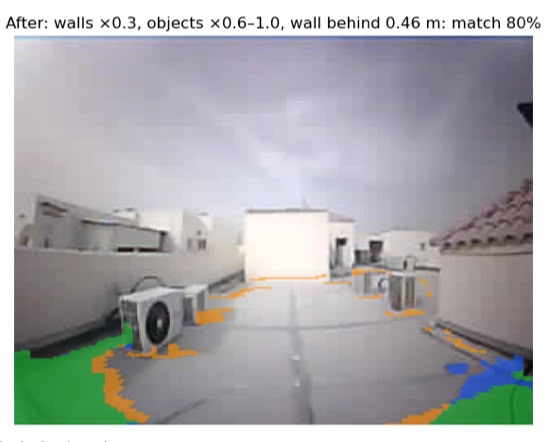 After: walls ×0.3, objects ×0.6–1.0, wall behind 0.46 m: match 80%